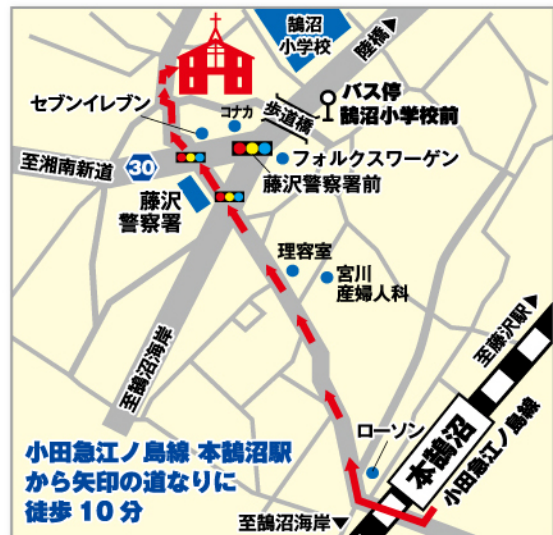 鵠沼
小学校
陸橋▶
バス停
鵠沼小学校前
コナカ
歩道橋
セブンイレブン
フォルクスワーゲン
至湘南新道
30
藤沢警察署前
藤沢
警察署
理容室
宮川
産婦人科
至鵠沼海岸
至藤沢駅▶
ローソン
本鵠沼
小田急江ノ島線
小田急江ノ島線 本鵠沼駅
から矢印の道なりに
徒歩10分
至鵠沼海岸▼